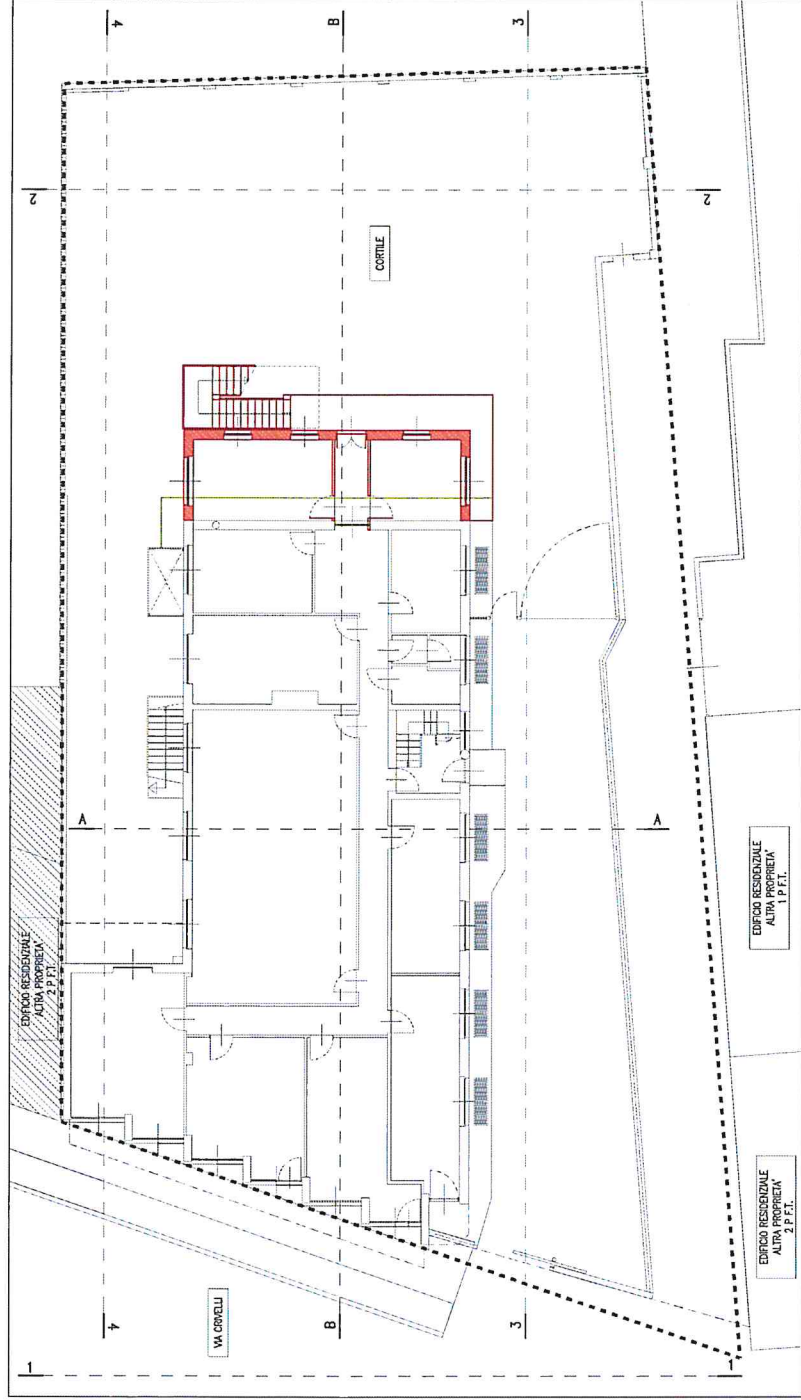 4
B
3
2
2
CORTILE
A
A
EDIFICIO RESIDENZIALE
ALTRA PROPRIETA'
2 P F.T.
EDIFICIO RESIDENZIALE
ALTRA PROPRIETA'
1 P F.T.
EDIFICIO RESIDENZIALE
ALTRA PROPRIETA'
2 P F.T.
VIA CRIVELLI
4
B
3
1
1